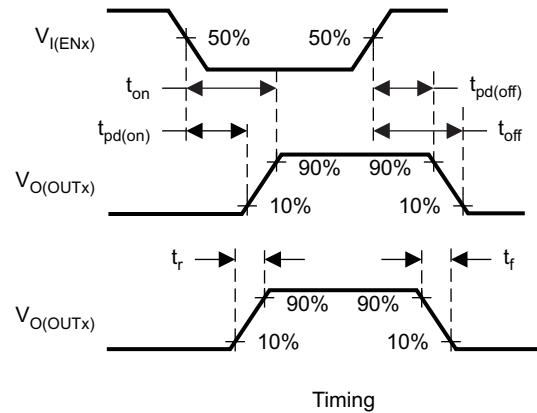 V_I(ENx) 50% 50%
t_on t_pd(off)
t_pd(on) t_off
V_O(OUTx) 90% 90%
10% 10%
t_r t_f
V_O(OUTx) 90% 90%
10% 10%
Timing